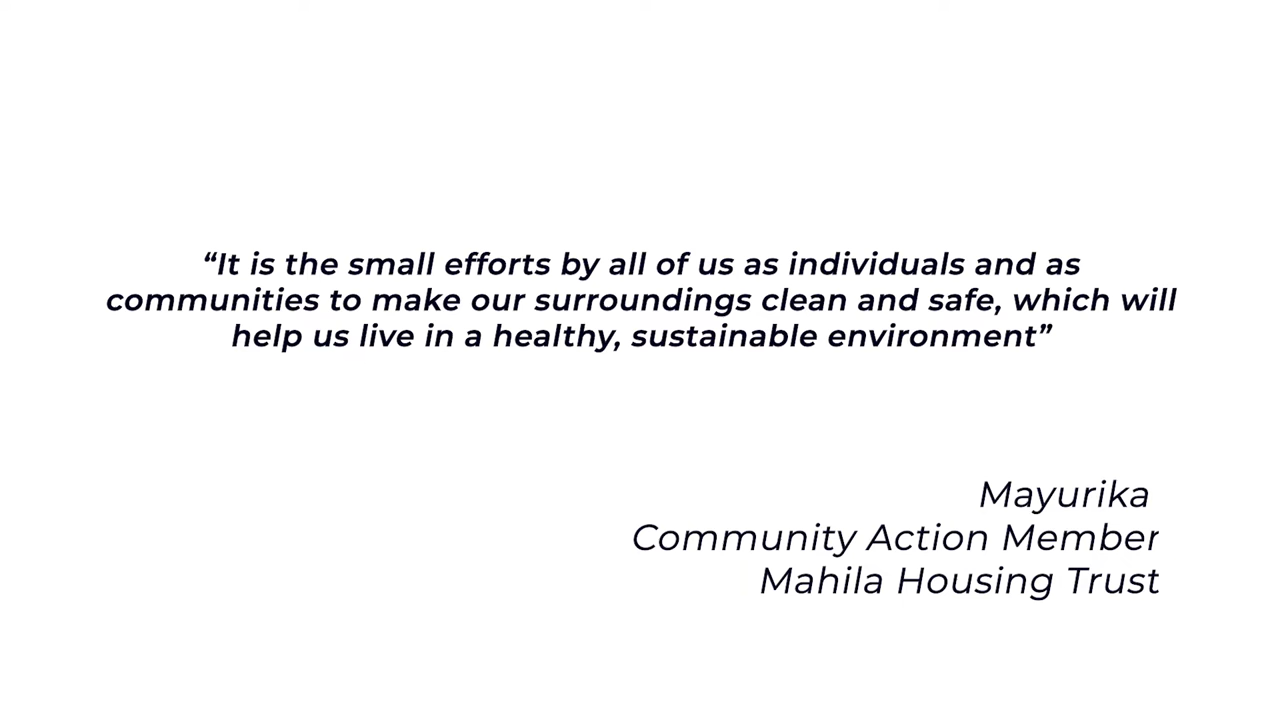 “It is the small efforts by all of us as individuals and as
communities to make our surroundings clean and safe, which will
help us live in a healthy, sustainable environment”
Mayurika
Community Action Member
Mahila Housing Trust